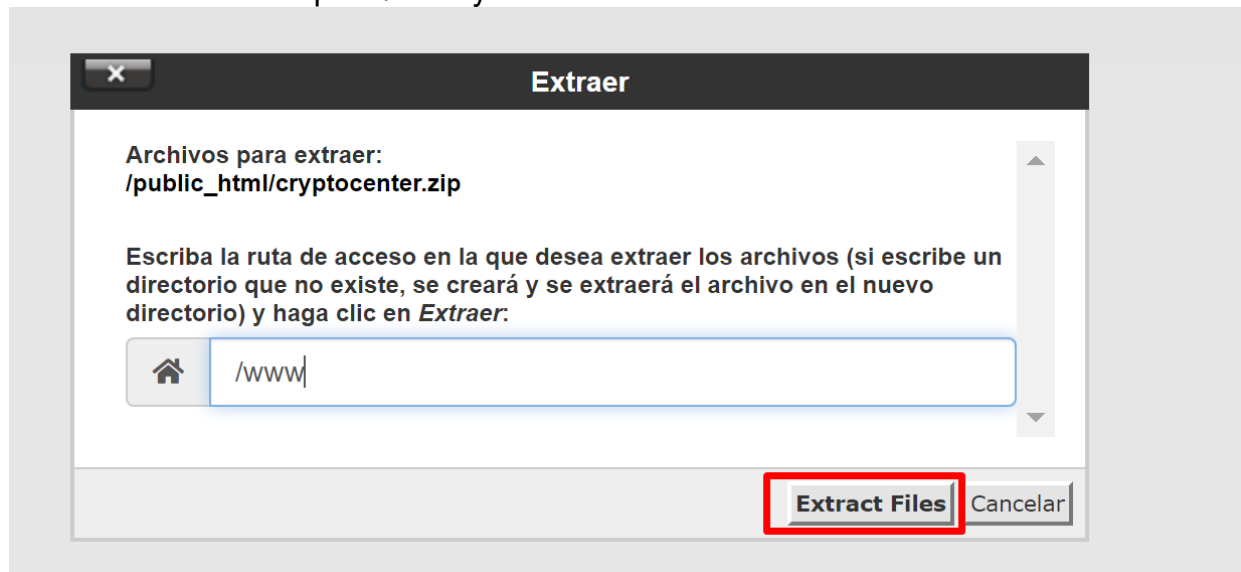 Extraer
Archivos para extraer:
/public_html/cryptocenter.zip
Escriba la ruta de acceso en la que desea extraer los archivos (si escribe un
directorio que no existe, se creará y se extraerá el archivo en el nuevo
directorio) y haga clic en Extraer:
/www
Extract Files Cancelar